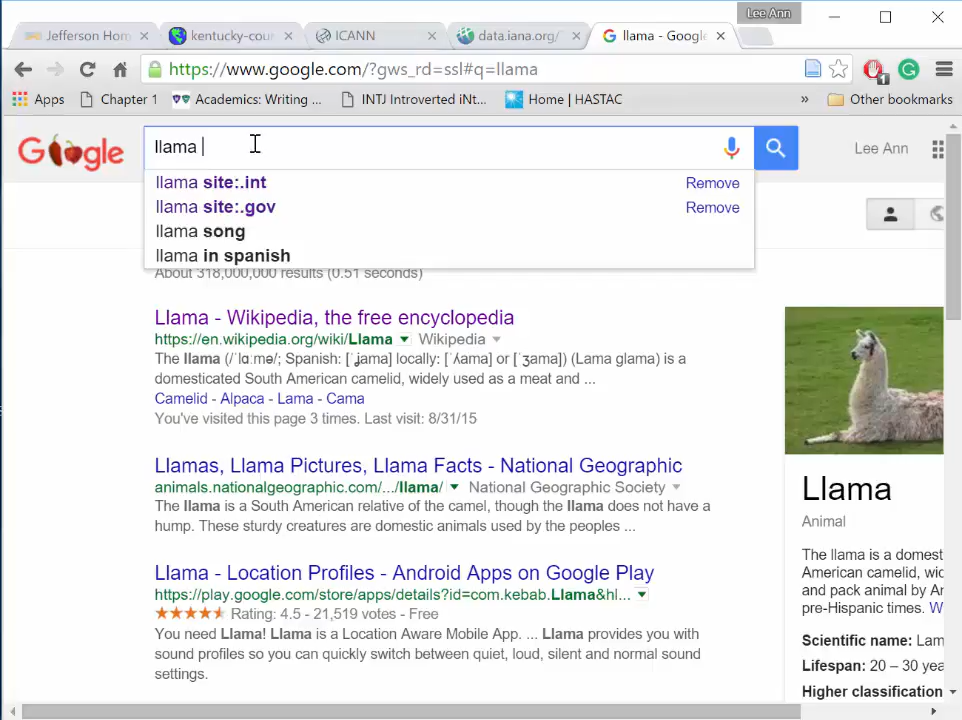 Lee Ann
Jefferson Hom
kentucky-cour
ICANN
data.iana.org/
llama - Google
https://www.google.com/?gws_rd=ssl#q=llama
1
Apps
Chapter 1
Academics: Writing ...
INTJ Introverted iNt...
Home | HASTAC
»
Other bookmarks
Google
llama
Lee Ann
llama site:.int
Remove
llama site:.gov
Remove
llama song
llama in spanish
About 318,000,000 results (0.51 seconds)
Llama - Wikipedia, the free encyclopedia
https://en.wikipedia.org/wiki/Llama Wikipedia
The llama (/ˈlɑːmə/; Spanish: [ˈʝama] locally: [ˈʎama] or [ˈʒama]) (Lama glama) is a
domesticated South American camelid, widely used as a meat and ...
Camelid - Alpaca - Lama - Cama
You've visited this page 3 times. Last visit: 8/31/15
Llamas, Llama Pictures, Llama Facts - National Geographic
animals.nationalgeographic.com/.../llama/ National Geographic Society
The llama is a South American relative of the camel, though the llama does not have a
hump. These sturdy creatures are domestic animals used by the peoples ...
Llama - Location Profiles - Android Apps on Google Play
https://play.google.com/store/apps/details?id=com.kebab.Llama&hl...
Rating: 4.5 - 21,519 votes - Free
You need Llama! Llama is a Location Aware Mobile App. ... Llama provides you with
sound profiles so you can quickly switch between quiet, loud, silent and normal sound
settings.
Llama
Animal
The llama is a domest
American camelid, wid
and pack animal by An
pre-Hispanic times. W
Scientific name: Lam
Lifespan: 20 – 30 yea
Higher classification